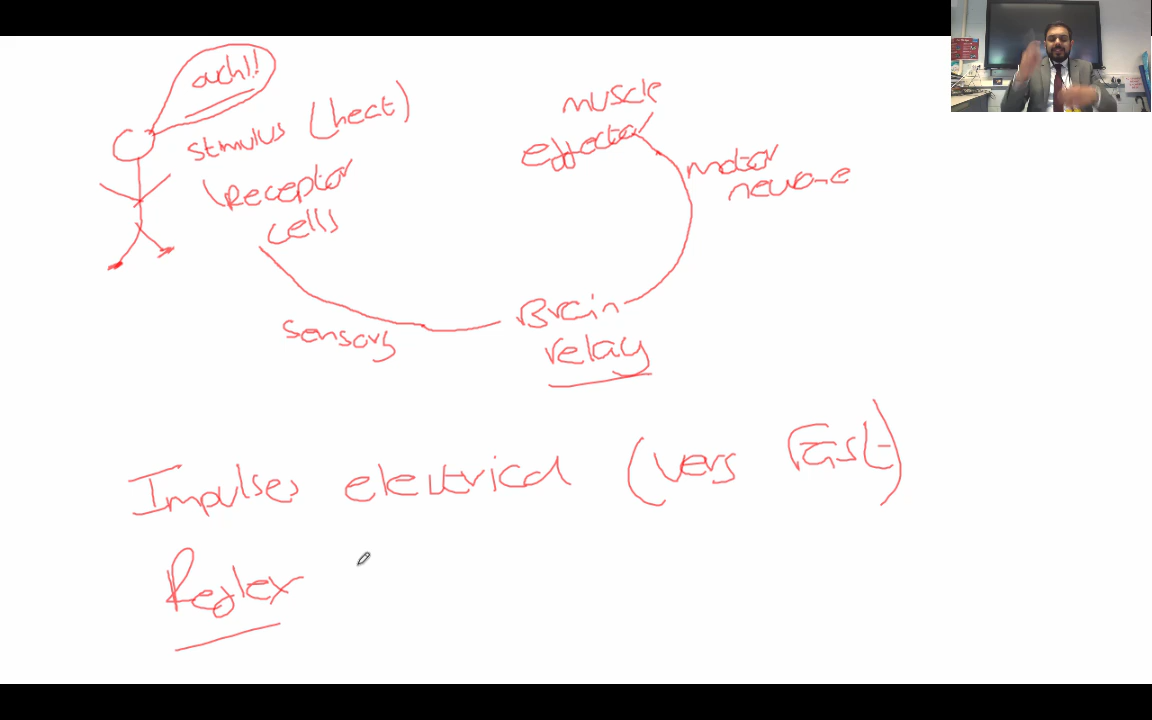 ouch!!
stimulus (heat)
Receptor
cells
sensory
Brain
relay
muscle
effector
motor
neurone
Impulses electrical (very fast)
Reflex